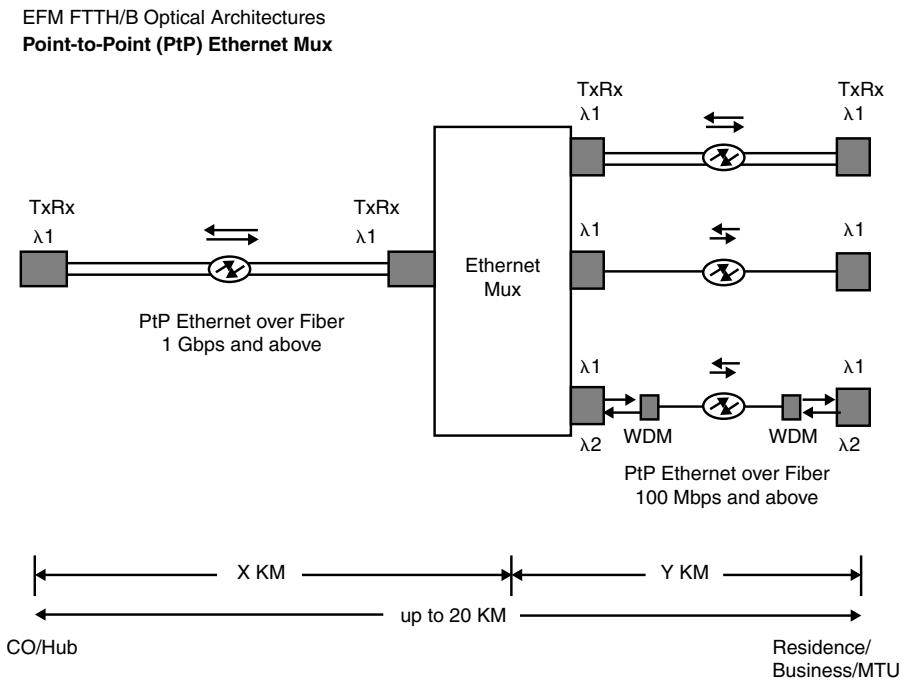 EFM FTTH/B Optical Architectures
Point-to-Point (PtP) Ethernet Mux
TxRx
λ1
TxRx
λ1
TxRx
λ1
TxRx
λ1
Ethernet
Mux
PtP Ethernet over Fiber
1 Gbps and above
λ1
λ1
λ1
λ1
WDM
WDM
λ2
λ2
PtP Ethernet over Fiber
100 Mbps and above
X KM
Y KM
up to 20 KM
CO/Hub
Residence/
Business/MTU